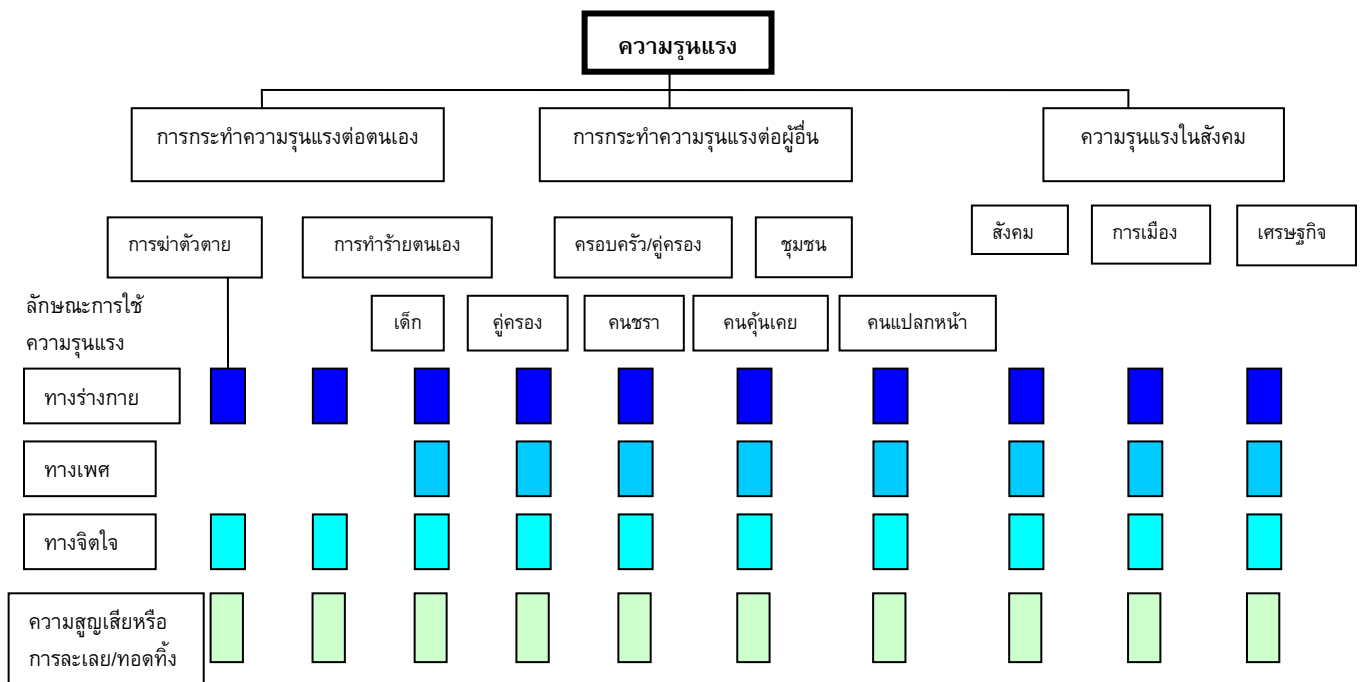 ความรุนแรง
การกระทำความรุนแรงต่อตนเอง
การกระทำความรุนแรงต่อผู้อื่น
ความรุนแรงในสังคม
การฆ่าตัวตาย
การทำร้ายตนเอง
ครอบครัว/คู่ครอง
ชุมชน
สังคม
การเมือง
เศรษฐกิจ
ลักษณะการใช้
ความรุนแรง
เด็ก
คู่ครอง
คนชรา
คนคุ้นเคย
คนแปลกหน้า
ทางร่างกาย
ทางเพศ
ทางจิตใจ
ความสูญเสียหรือ
การละเลย/ทอดทิ้ง